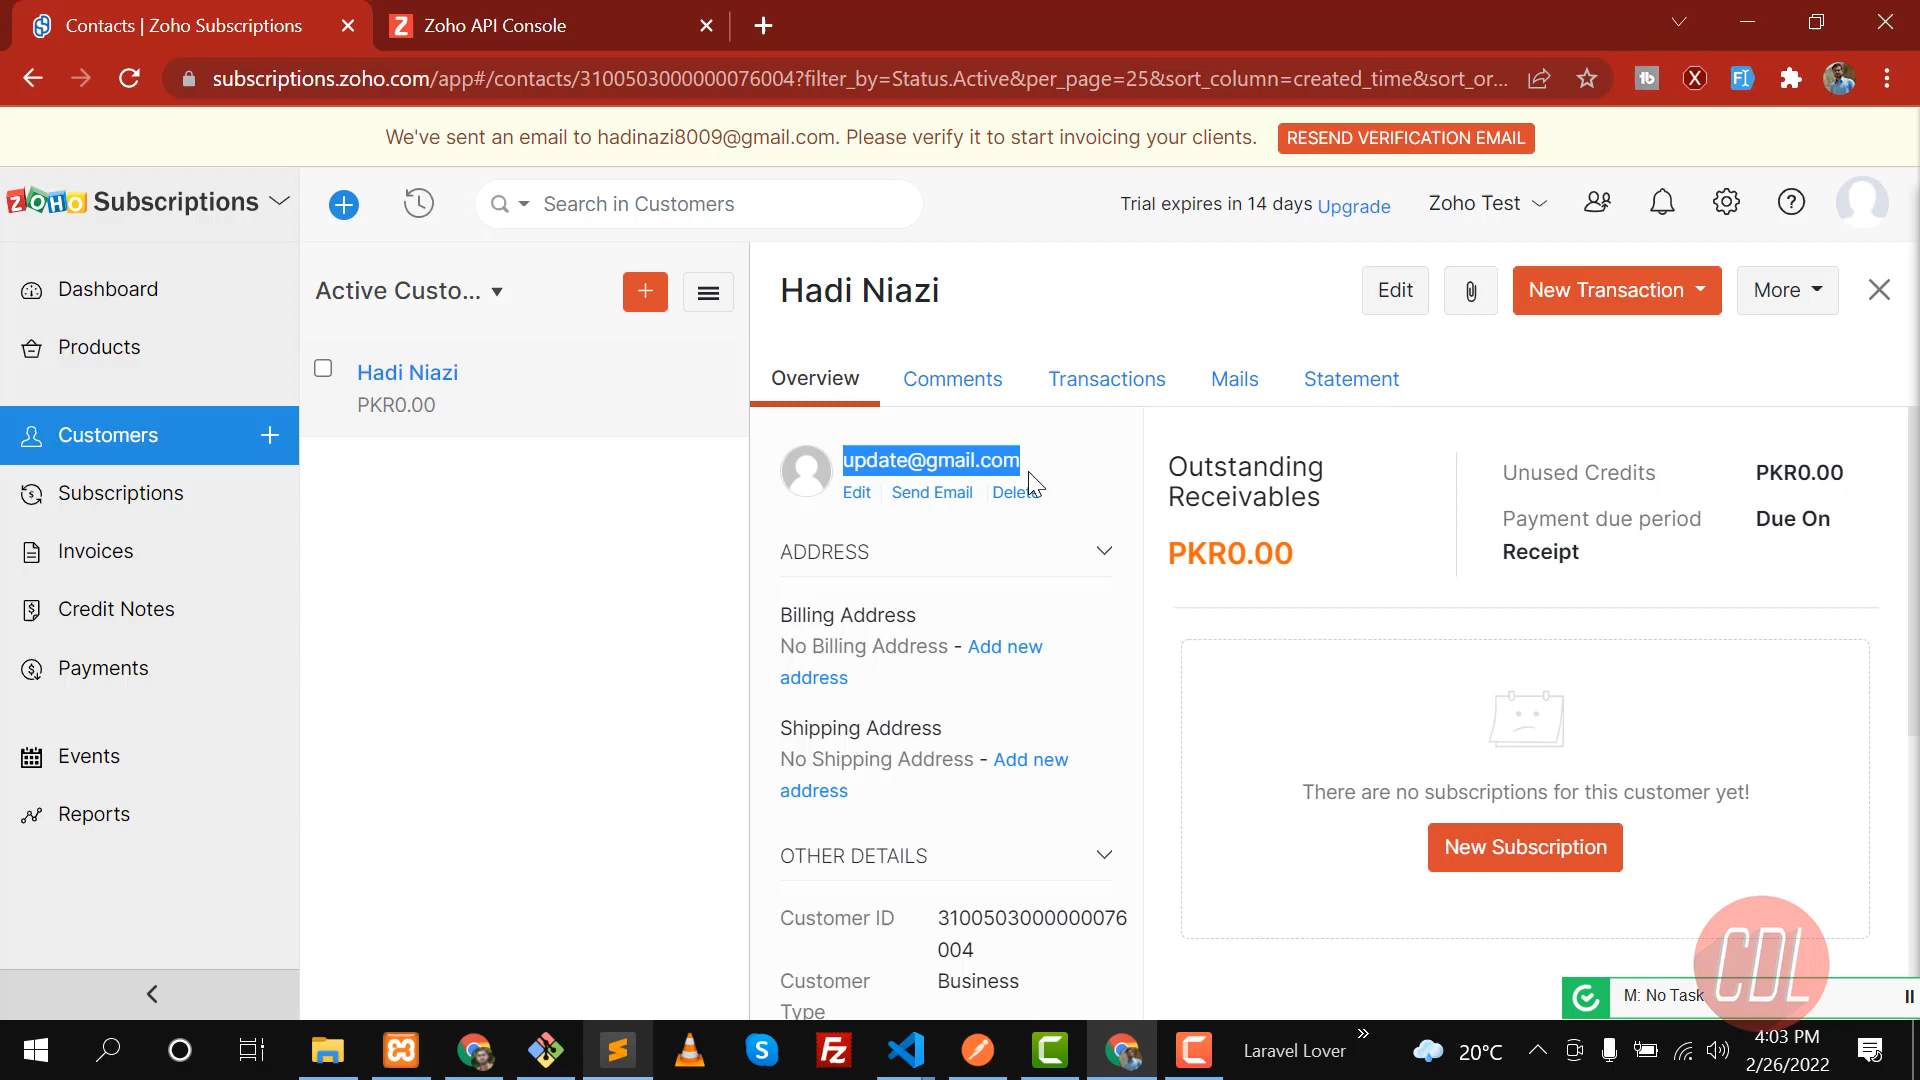 Contacts | Zoho Subscriptions
Zoho API Console
subscriptions.zoho.com/app#/contacts/3100503000000076004?filter_by=Status.Active&per_page=25&sort_column=created_time&sort_or...
We've sent an email to hadinazi8009@gmail.com. Please verify it to start invoicing your clients.
RESEND VERIFICATION EMAIL
ZOHO Subscriptions
Search in Customers
Trial expires in 14 days Upgrade
Zoho Test
Dashboard
Products
Customers
Subscriptions
Invoices
Credit Notes
Payments
Events
Reports
Active Custo...
Hadi Niazi
PKR0.00
Hadi Niazi
Edit
New Transaction
More
Overview
Comments
Transactions
Mails
Statement
update@gmail.com
Edit
Send Email
Delete
ADDRESS
Billing Address
No Billing Address - Add new
address
Shipping Address
No Shipping Address - Add new
address
OTHER DETAILS
Customer ID
3100503000000076
004
Customer
Type
Business
Outstanding
Receivables
PKR0.00
Unused Credits
PKR0.00
Payment due period
Due On
Receipt
There are no subscriptions for this customer yet!
New Subscription
M: No Task
CDL
Laravel Lover
20°C
4:03 PM
2/26/2022